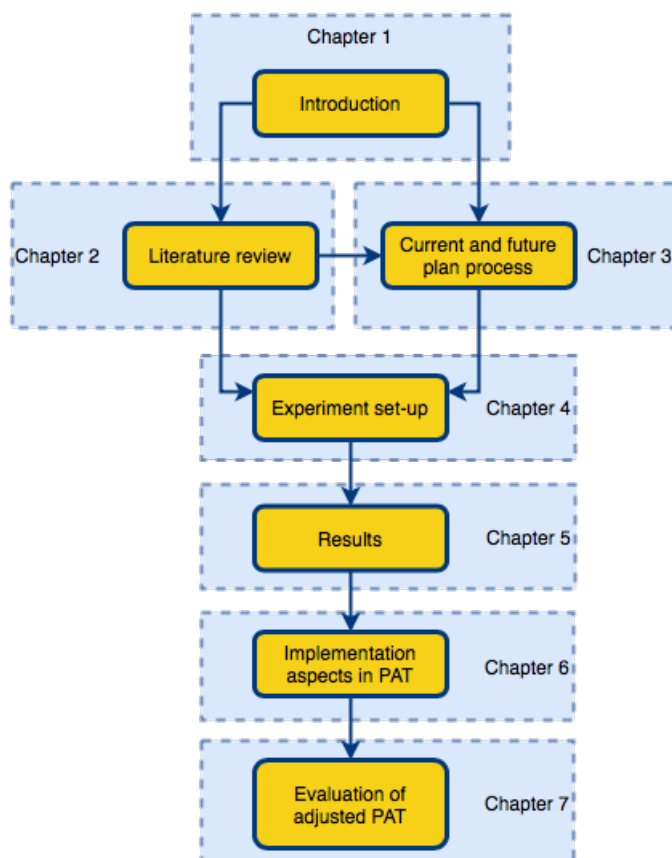 Chapter 1
Introduction
Chapter 2
Literature review
Current and future
plan process
Chapter 3
Experiment set-up
Chapter 4
Results
Chapter 5
Implementation
aspects in PAT
Chapter 6
Evaluation of
adjusted PAT
Chapter 7